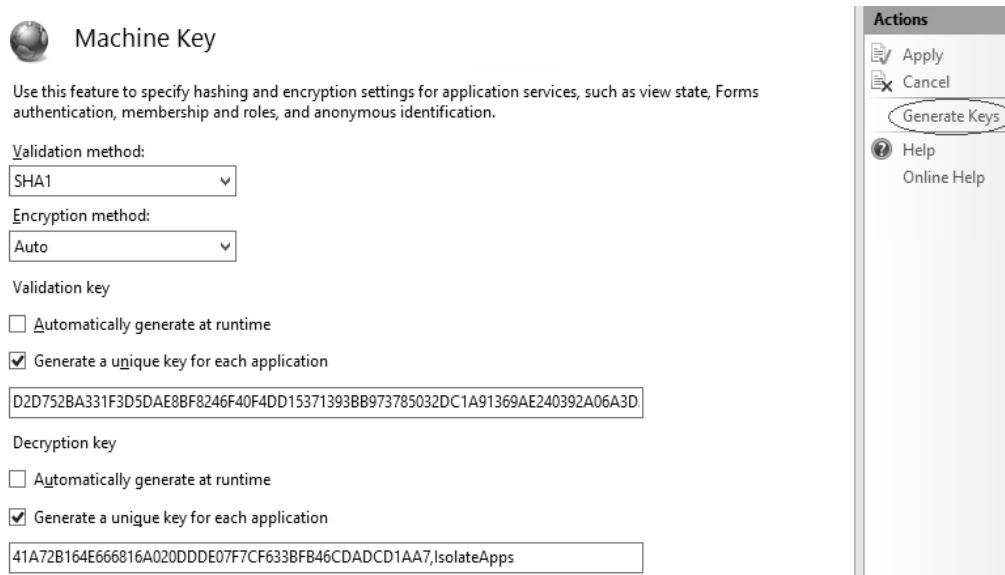 Machine Key
Use this feature to specify hashing and encryption settings for application services, such as view state, Forms
authentication, membership and roles, and anonymous identification.
Validation method:
SHA1
Encryption method:
Auto
Validation key
Automatically generate at runtime
Generate a unique key for each application
D2D752BA331F3D5DAE8BF8246F40F4DD15371393BB973785032DC1A91369AE240392A06A3D.
Decryption key
Automatically generate at runtime
Generate a unique key for each application
41A72B164E666816A020DDDE07F7CF633BFB46CDADCD1AA7,IsolateApps
Actions
Apply
Cancel
Generate Keys
Help
Online Help